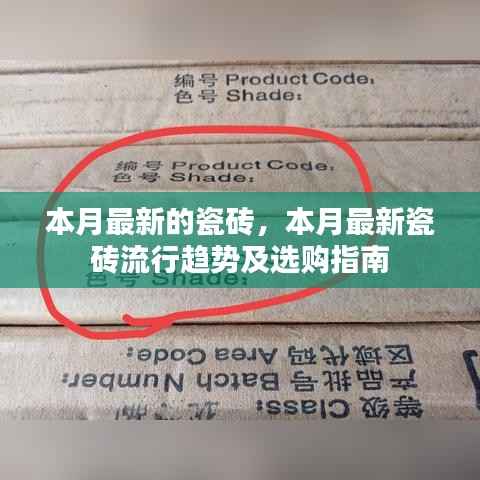 编号 Product Code:
色号 Shade:
编号 Product Code:
色号 Shade:
本月最新的瓷砖，本月最新瓷
砖流行趋势及选购指南
区域代码 Area Code:
产品批号 Batch Number:
等级 Class: